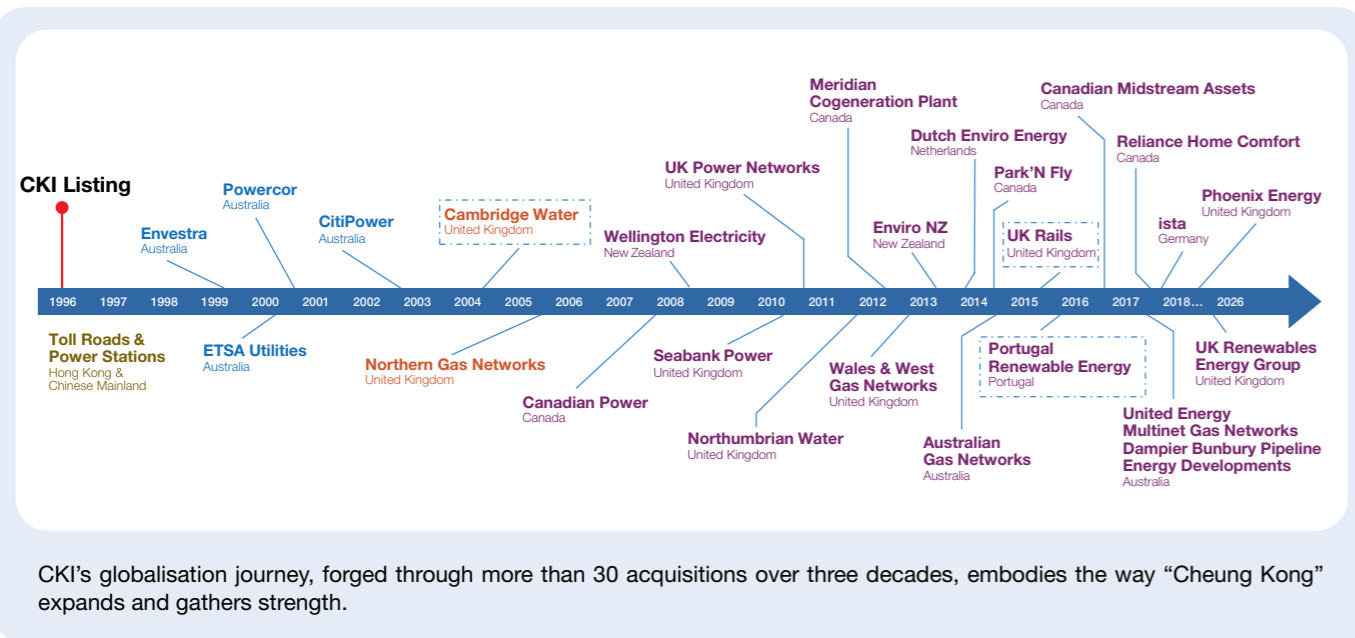 CKI Listing
Envestra
Australia
Powercor
Australia
CitiPower
Australia
Cambridge Water
United Kingdom
Wellington Electricity
New Zealand
UK Power Networks
United Kingdom
Meridian
Cogeneration Plant
Canada
Enviro NZ
New Zealand
Dutch Enviro Energy
Netherlands
Park'N Fly
Canada
UK Rails
United Kingdom
Canadian Midstream Assets
Canada
Reliance Home Comfort
Canada
ista
Germany
Phoenix Energy
United Kingdom
1996 1997 1998 1999 2000 2001 2002 2003 2004 2005 2006 2007 2008 2009 2010 2011 2012 2013 2014 2015 2016 2017 2018... 2026
Toll Roads &
Power Stations
Hong Kong &
Chinese Mainland
ETSA Utilities
Australia
Northern Gas Networks
United Kingdom
Canadian Power
Canada
Seabank Power
United Kingdom
Northumbrian Water
United Kingdom
Wales & West
Gas Networks
United Kingdom
Australian
Gas Networks
Australia
Portugal
Renewable Energy
Portugal
United Energy
Multinet Gas Networks
Dampier Bunbury Pipeline
Energy Developments
Australia
UK Renewables
Energy Group
United Kingdom
CKI's globalisation journey, forged through more than 30 acquisitions over three decades, embodies the way "Cheung Kong"
expands and gathers strength.